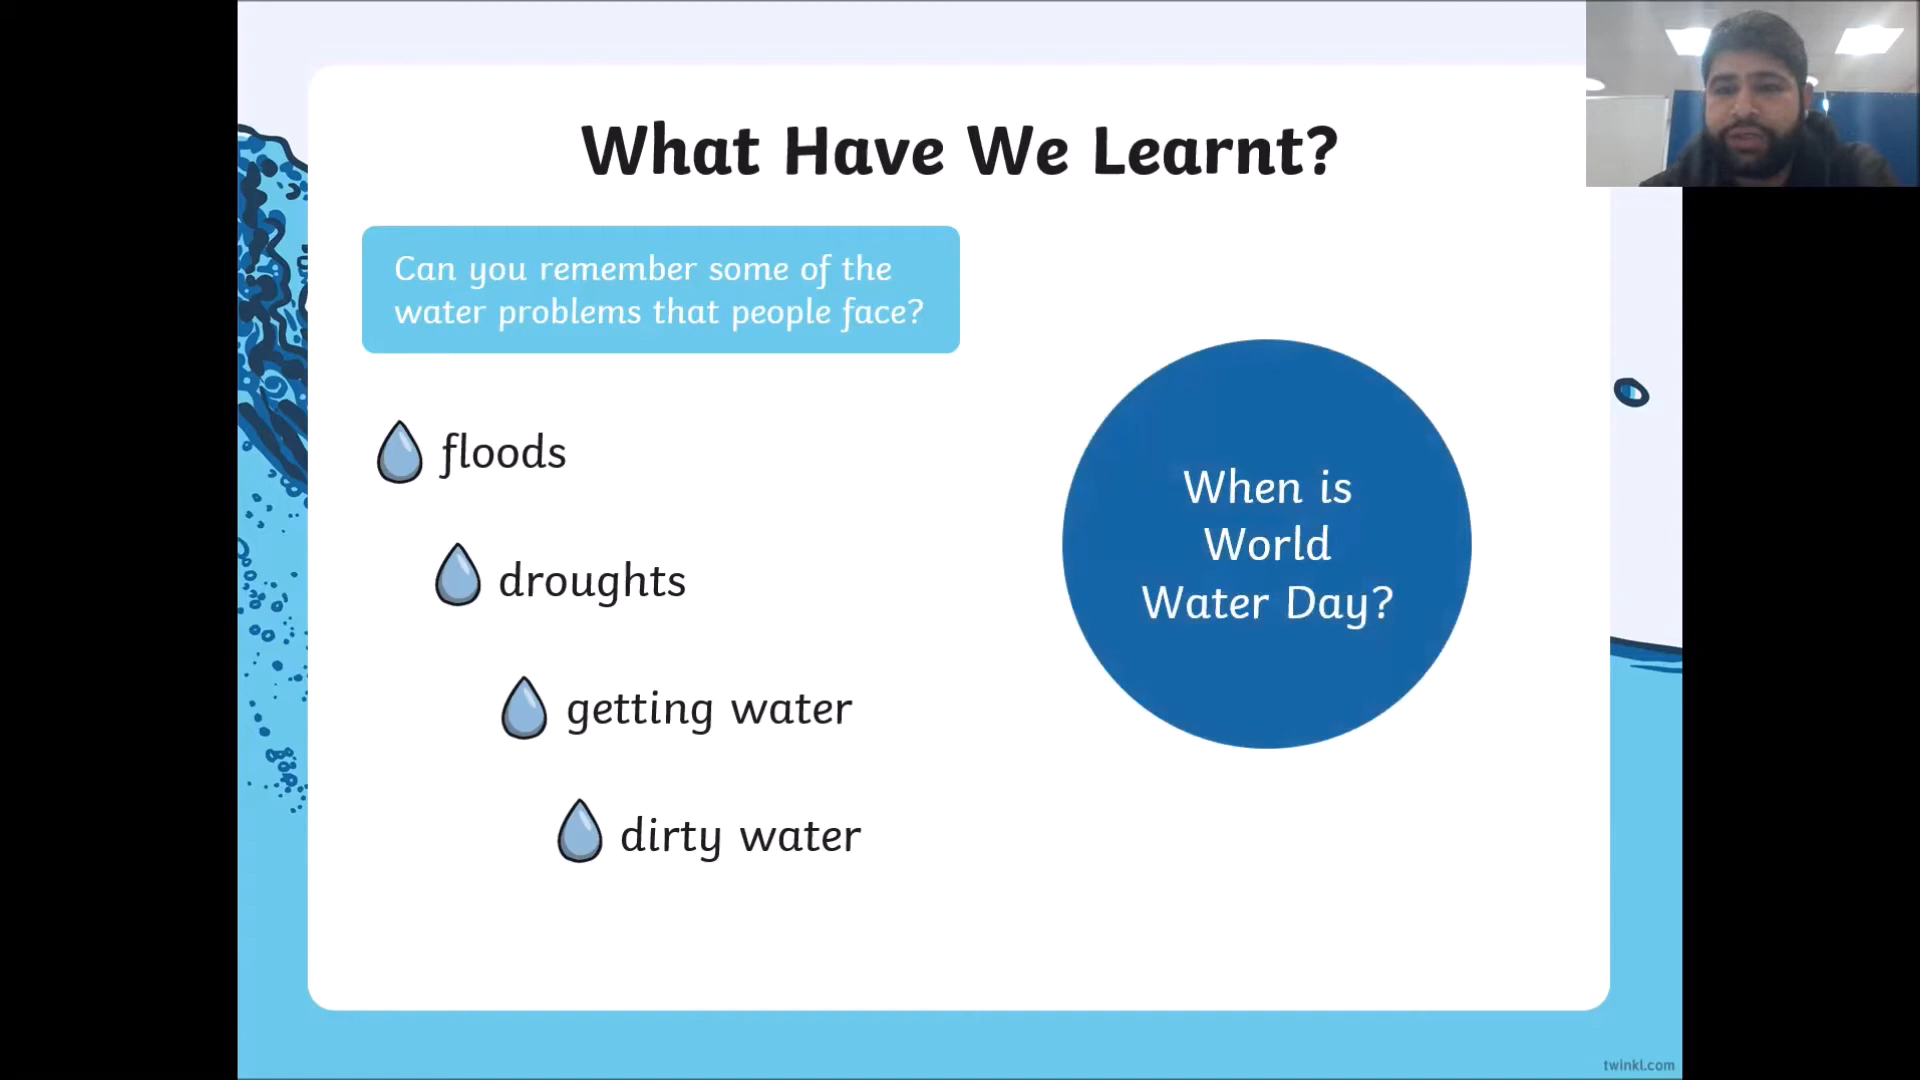 What Have We Learnt?
Can you remember some of the
water problems that people face?
floods
droughts
getting water
dirty water
When is
World
Water Day?
twinkl.com